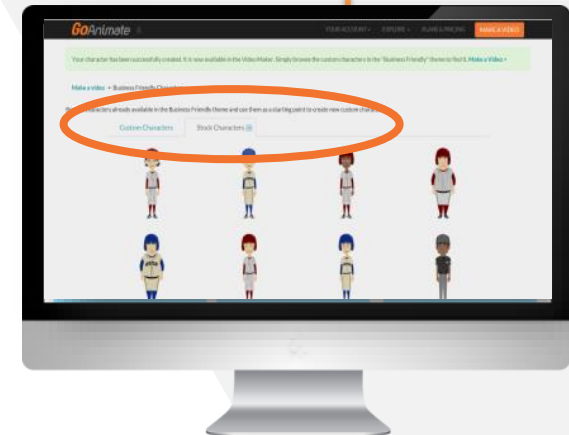 GoAnimate
YOUR ACCOUNT EXPLORE PLANS & PRICING MAKE A VIDEO
Your character has been successfully created. It is now available in the Video Maker. Simply browse the custom characters in the "Business Friendly" theme to find it. Make a Video
Make a video Business Friendly
characters already available in the Business Friendly theme and use them as a starting point to create new custom
Custom Characters Stock Characters